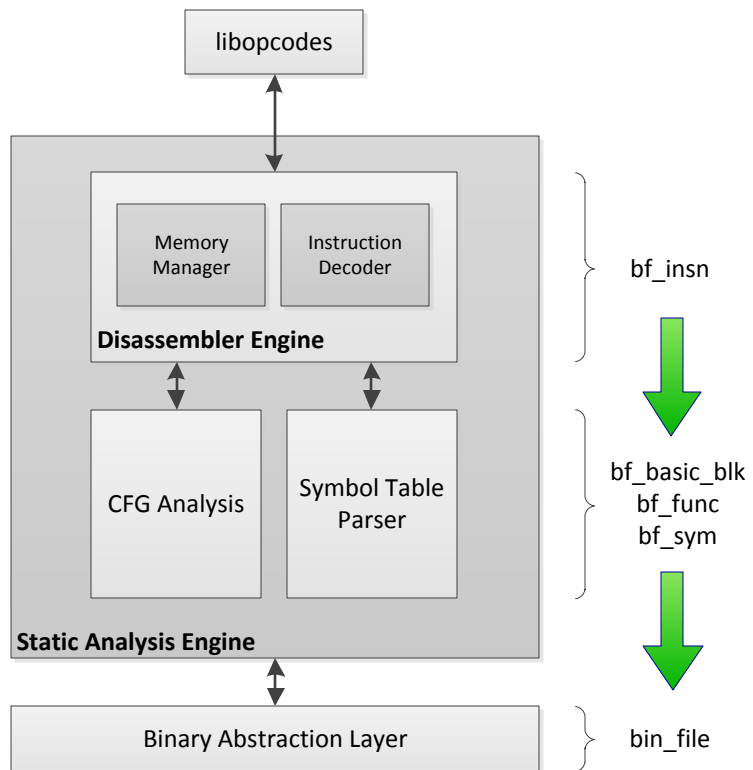 libopcodes
Memory
Manager
Instruction
Decoder
Disassembler Engine
bf_insn
CFG Analysis
Symbol Table
Parser
bf_basic_blk
bf_func
bf_sym
Static Analysis Engine
Binary Abstraction Layer
bin_file